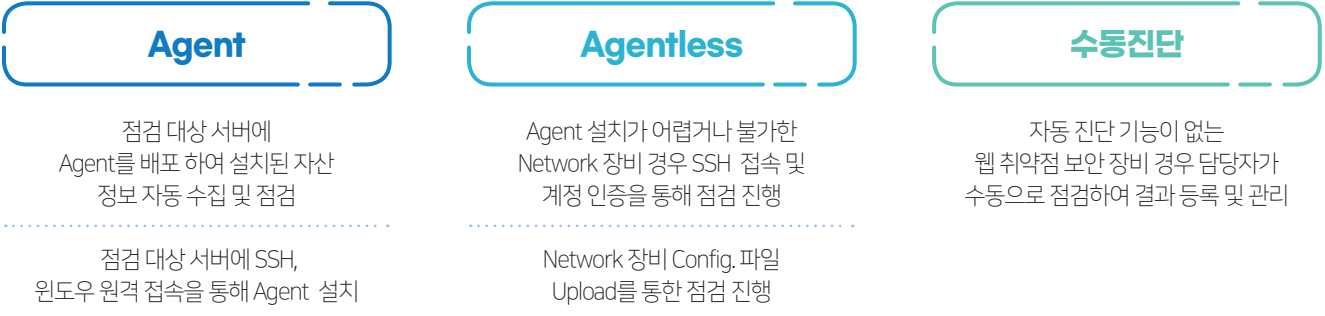 Agent
점검 대상 서버에
Agent를 배포 하여 설치된 자산
정보 자동 수집 및 점검
점검 대상 서버에 SSH,
윈도우 원격 접속을 통해 Agent 설치
Agentless
Agent 설치가 어렵거나 불가한
Network 장비 경우 SSH 접속 및
계정 인증을 통해 점검 진행
Network 장비 Config. 파일
Upload를 통한 점검 진행
수동진단
자동 진단 기능이 없는
웹 취약점 보안 장비 경우 담당자가
수동으로 점검하여 결과 등록 및 관리